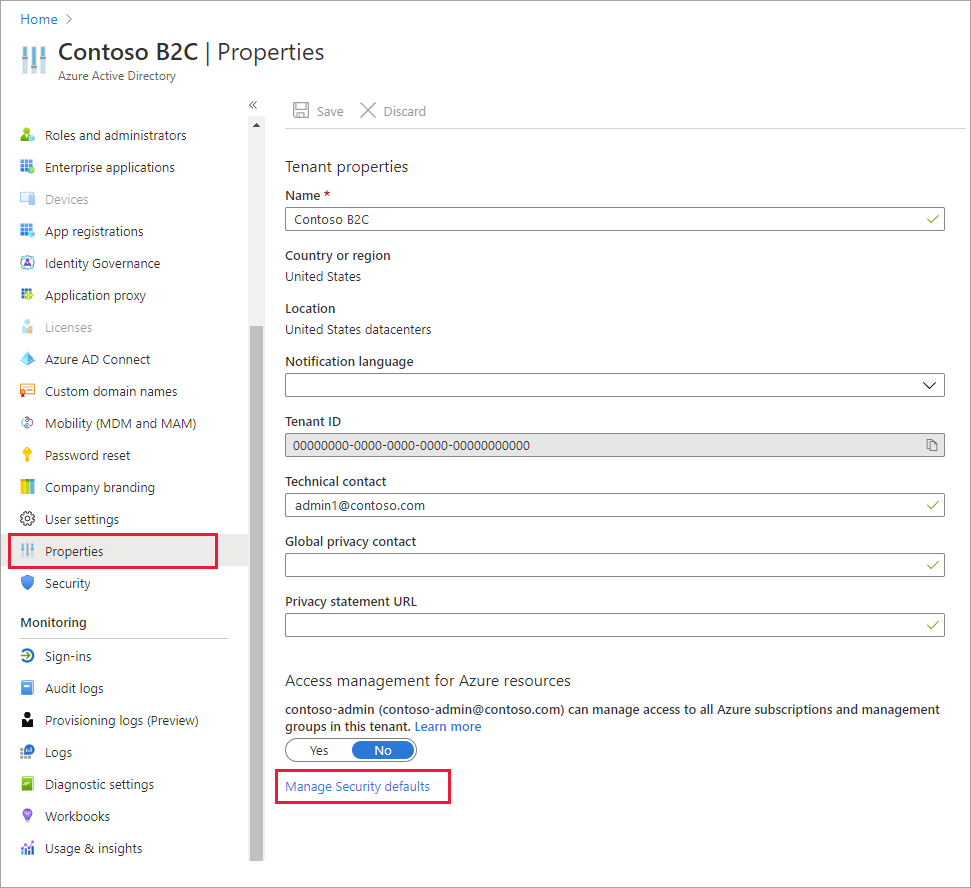 Home >
Contoso B2C | Properties
Azure Active Directory
«
Save
Discard
Roles and administrators
Enterprise applications
Devices
App registrations
Identity Governance
Application proxy
Licenses
Azure AD Connect
Custom domain names
Mobility (MDM and MAM)
Password reset
Company branding
User settings
Properties
Security
Monitoring
Sign-ins
Audit logs
Provisioning logs (Preview)
Logs
Diagnostic settings
Workbooks
Usage & insights
Tenant properties
Name *
Contoso B2C
Country or region
United States
Location
United States datacenters
Notification language
Tenant ID
00000000-0000-0000-0000-00000000000
Technical contact
admin1@contoso.com
Global privacy contact
Privacy statement URL
Access management for Azure resources
contoso-admin (contoso-admin@contoso.com) can manage access to all Azure subscriptions and management
groups in this tenant. Learn more
Yes No
Manage Security defaults